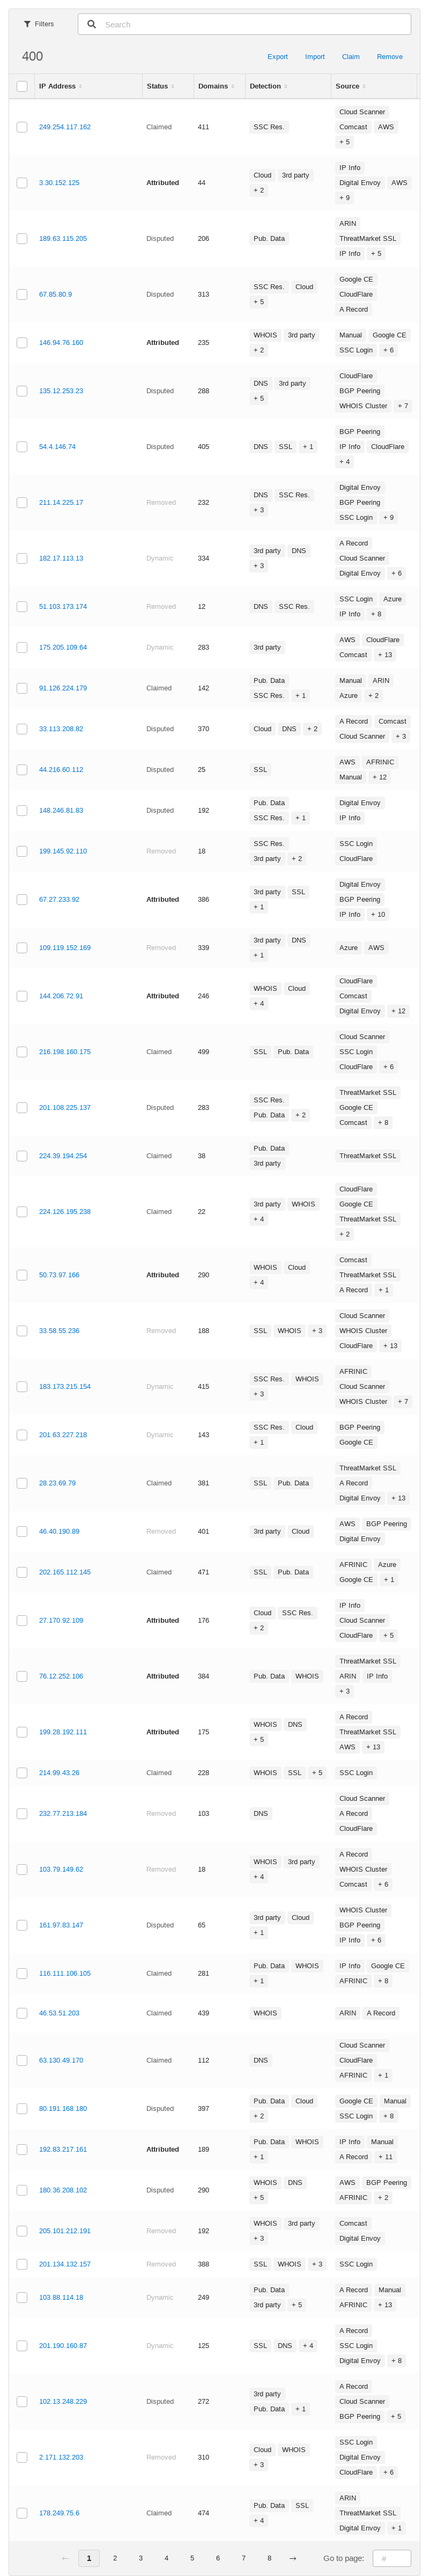 Filters Search
400 Export Import Claim Remove
IP Address Status Domains Detection Source
249.254.117.162 Claimed 411 SSC Res. Cloud Scanner Comcast AWS + 5
3.30.152.125 Attributed 44 Cloud 3rd party + 2 IP Info Digital Envoy AWS + 9
189.63.115.205 Disputed 206 Pub. Data ARIN ThreatMarket SSL IP Info + 5
67.85.80.9 Disputed 313 SSC Res. Cloud + 5 Google CE CloudFlare A Record
146.94.76.160 Attributed 235 WHOIS 3rd party + 2 Manual Google CE SSC Login + 6
135.12.253.23 Disputed 288 DNS 3rd party + 5 CloudFlare BGP Peering WHOIS Cluster + 7
54.4.146.74 Disputed 405 DNS SSL + 1 BGP Peering IP Info CloudFlare + 4
211.14.225.17 Removed 232 DNS SSC Res. + 3 Digital Envoy BGP Peering SSC Login + 9
182.17.113.13 Dynamic 334 3rd party DNS + 3 A Record Cloud Scanner Digital Envoy + 6
51.103.173.174 Removed 12 DNS SSC Res. SSC Login Azure IP Info + 8
175.205.109.64 Dynamic 283 3rd party AWS CloudFlare Comcast + 13
91.126.224.179 Claimed 142 Pub. Data SSC Res. + 1 Manual ARIN Azure + 2
33.113.208.82 Disputed 370 Cloud DNS + 2 A Record Comcast Cloud Scanner + 3
44.216.60.112 Disputed 25 SSL AWS AFRINIC Manual + 12
148.246.81.83 Disputed 192 Pub. Data SSC Res. + 1 Digital Envoy IP Info
199.145.92.110 Removed 18 SSC Res. 3rd party + 2 SSC Login CloudFlare
67.27.233.92 Attributed 386 3rd party SSL + 1 Digital Envoy BGP Peering IP Info + 10
109.119.152.169 Removed 339 3rd party DNS + 1 Azure AWS
144.206.72.91 Attributed 246 WHOIS Cloud + 4 CloudFlare Comcast Digital Envoy + 12
216.198.160.175 Claimed 499 SSL Pub. Data Cloud Scanner SSC Login CloudFlare + 6
201.108.225.137 Disputed 283 SSC Res. Pub. Data + 2 ThreatMarket SSL Google CE Comcast + 8
224.39.194.254 Claimed 38 Pub. Data 3rd party ThreatMarket SSL
224.126.195.238 Claimed 22 3rd party WHOIS + 4 CloudFlare Google CE ThreatMarket SSL + 2
50.73.97.166 Attributed 290 WHOIS Cloud + 4 Comcast ThreatMarket SSL A Record + 1
33.58.55.236 Removed 188 SSL WHOIS + 3 Cloud Scanner WHOIS Cluster CloudFlare + 13
183.173.215.154 Dynamic 415 SSC Res. WHOIS + 3 AFRINIC Cloud Scanner WHOIS Cluster + 7
201.63.227.218 Dynamic 143 SSC Res. Cloud + 1 BGP Peering Google CE
28.23.69.79 Claimed 381 SSL Pub. Data ThreatMarket SSL A Record Digital Envoy + 13
46.40.190.89 Removed 401 3rd party Cloud AWS BGP Peering Digital Envoy
202.165.112.145 Claimed 471 SSL Pub. Data AFRINIC Azure Google CE + 1
27.170.92.109 Attributed 176 Cloud SSC Res. + 2 IP Info Cloud Scanner CloudFlare + 5
76.12.252.106 Attributed 384 Pub. Data WHOIS ThreatMarket SSL ARIN IP Info + 3
199.28.192.111 Attributed 175 WHOIS DNS + 5 A Record ThreatMarket SSL AWS + 13
214.99.43.26 Claimed 228 WHOIS SSL + 5 SSC Login
232.77.213.184 Removed 103 DNS Cloud Scanner A Record CloudFlare
103.79.149.62 Removed 18 WHOIS 3rd party + 4 A Record WHOIS Cluster Comcast + 6
161.97.83.147 Disputed 65 3rd party Cloud + 1 WHOIS Cluster BGP Peering IP Info + 6
116.111.106.105 Claimed 281 Pub. Data WHOIS + 1 IP Info Google CE AFRINIC + 8
46.53.51.203 Claimed 439 WHOIS ARIN A Record
63.130.49.170 Claimed 112 DNS Cloud Scanner CloudFlare AFRINIC + 1
80.191.168.180 Disputed 397 Pub. Data Cloud + 2 Google CE Manual SSC Login + 8
192.83.217.161 Attributed 189 Pub. Data WHOIS + 1 IP Info Manual A Record + 11
180.36.208.102 Disputed 290 WHOIS DNS + 5 AWS BGP Peering AFRINIC + 2
205.101.212.191 Removed 192 WHOIS 3rd party + 3 Comcast Digital Envoy
201.134.132.157 Removed 388 SSL WHOIS + 3 SSC Login
103.88.114.18 Dynamic 249 Pub. Data 3rd party + 5 A Record Manual AFRINIC + 13
201.190.160.87 Dynamic 125 SSL DNS + 4 A Record SSC Login Digital Envoy + 8
102.13.248.229 Disputed 272 3rd party Pub. Data + 1 A Record Cloud Scanner BGP Peering + 5
2.171.132.203 Removed 310 Cloud WHOIS + 3 SSC Login Digital Envoy CloudFlare + 6
178.249.75.6 Claimed 474 Pub. Data SSL + 4 ARIN ThreatMarket SSL Digital Envoy + 1
← 1 2 3 4 5 6 7 8 → Go to page: #